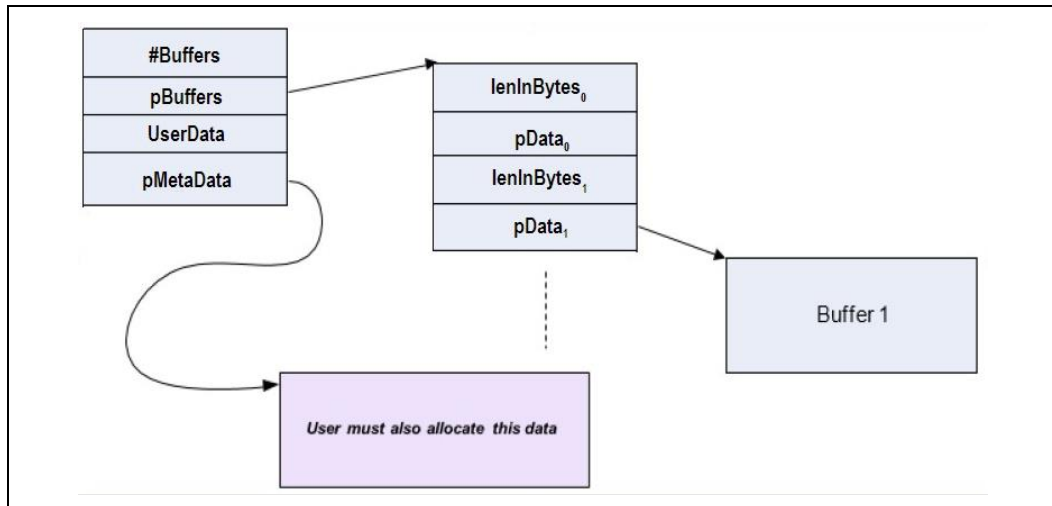 #Buffers
pBuffers
UserData
pMetaData
lenInBytes₀
pData₀
lenInBytes₁
pData₁
Buffer 1
User must also allocate this data